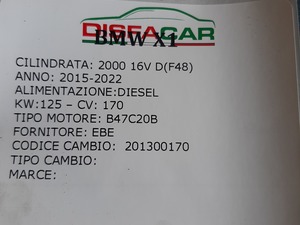 DISFACAR
BMW X1
CILINDRATA: 2000 16V D(F48)
ANNO: 2015-2022
ALIMENTAZIONE:DIESEL
KW:125 – CV: 170
TIPO MOTORE: B47C20B
FORNITORE: EBE
CODICE CAMBIO: 201300170
TIPO CAMBIO:
MARCE: